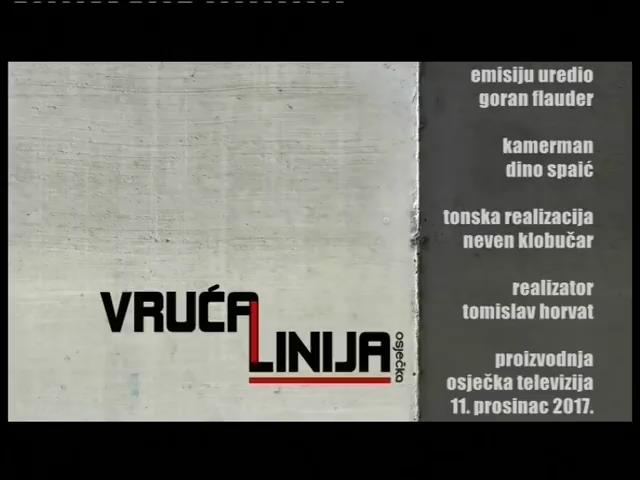 VRUĆA
LINIJA
osječka
emisiju uredio
goran flauder
kamerman
dino spaić
tonska realizacija
neven klobučar
realizator
tomislav horvat
proizvodnja
osječka televizija
11. prosinac 2017.